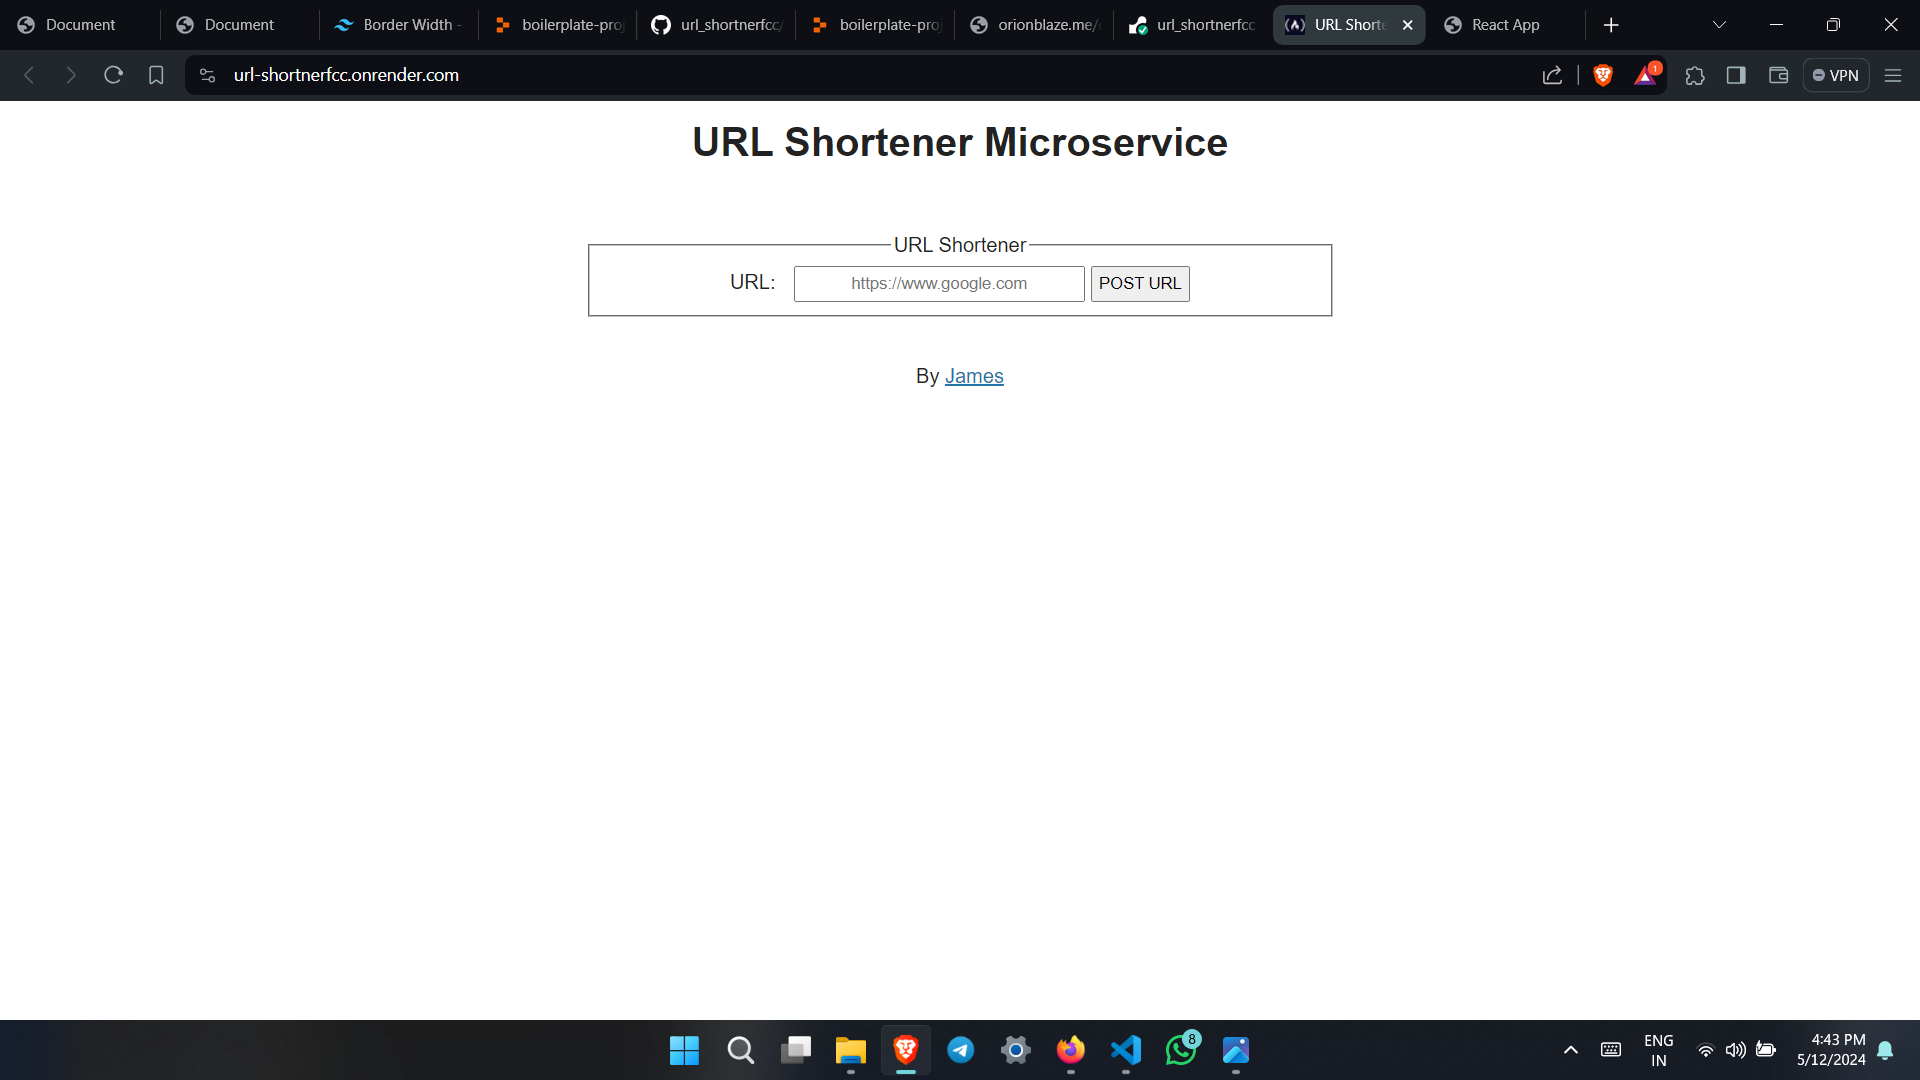 Document
Document
Border Width -
boilerplate-proj
url_shortnerfcc/
boilerplate-proj
orionblaze.me/
url_shortnerfcc
URL Shorte
React App
url-shortnerfcc.onrender.com
1
VPN
URL Shortener Microservice
URL Shortener
URL:
https://www.google.com
POST URL
By James
8
ENG
IN
4:43 PM
5/12/2024